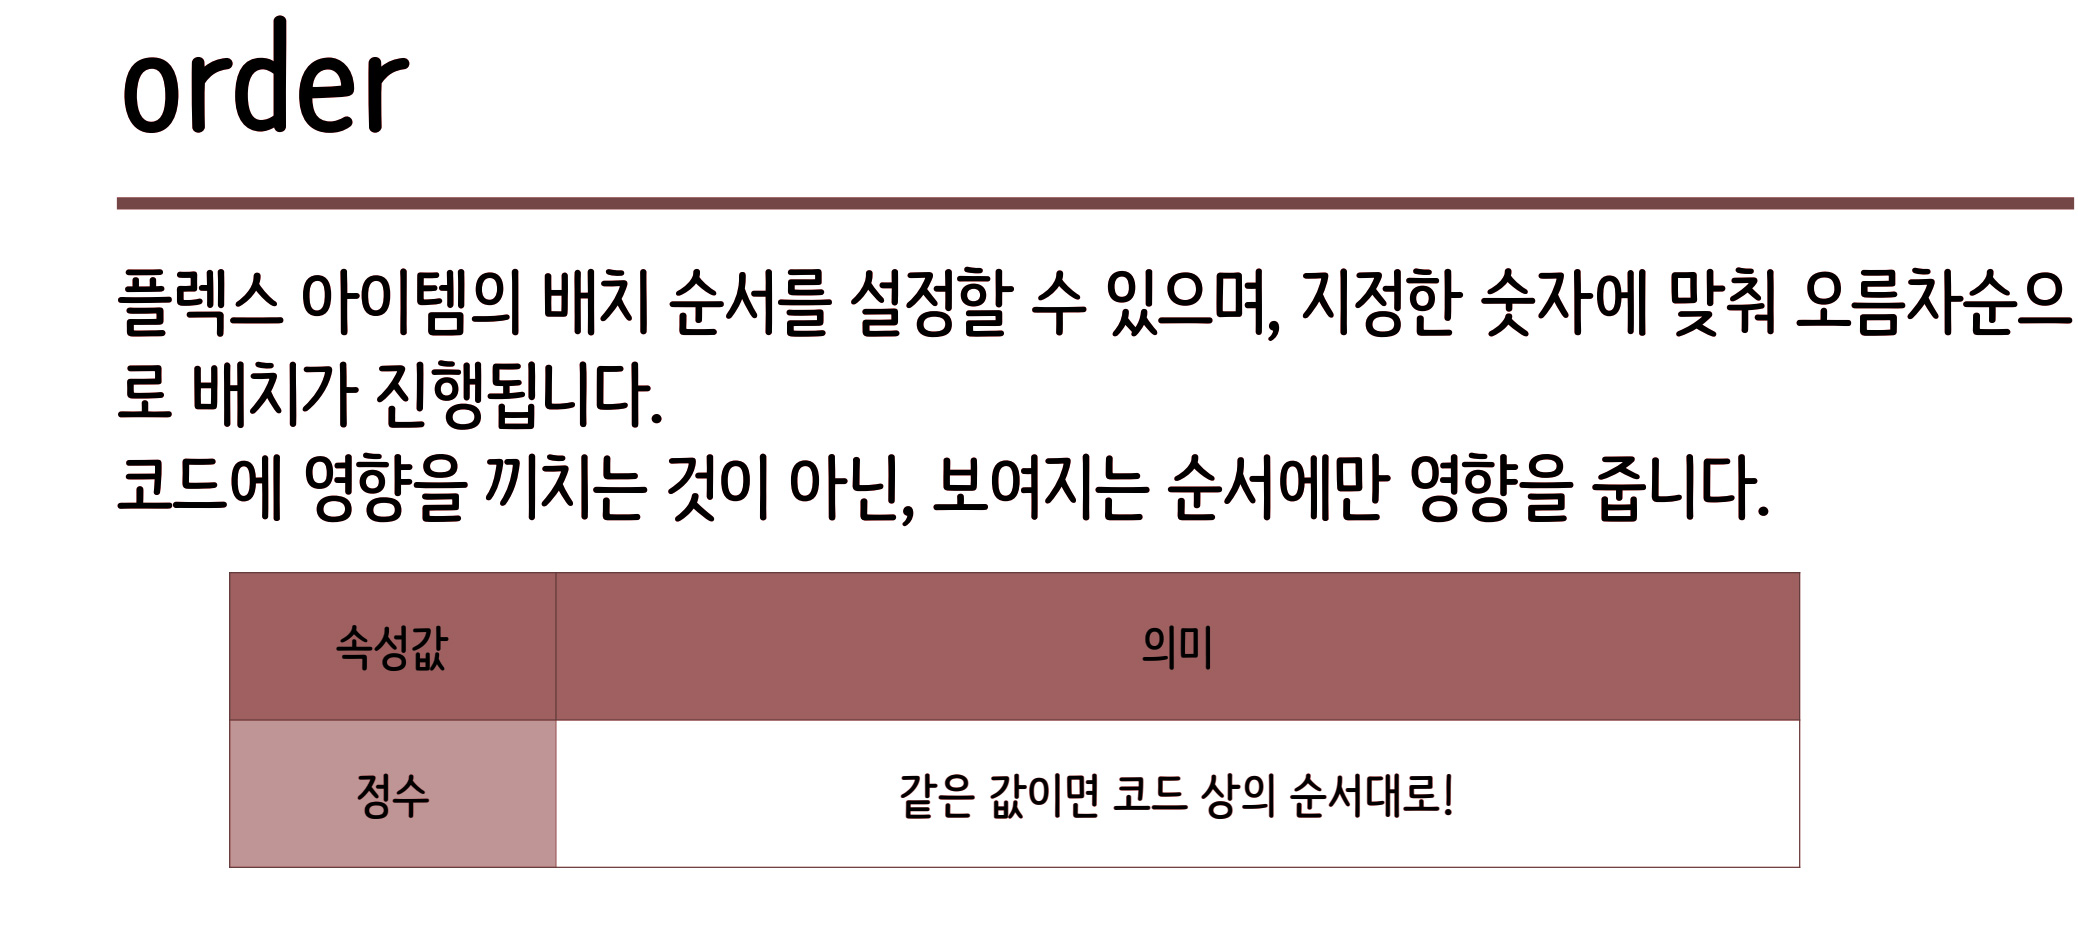 order
플렉스 아이템의 배치 순서를 설정할 수 있으며, 지정한 숫자에 맞춰 오름차순으
로 배치가 진행됩니다.
코드에 영향을 끼치는 것이 아닌, 보여지는 순서에만 영향을 줍니다.
속성값 의미
정수 같은 값이면 코드 상의 순서대로!